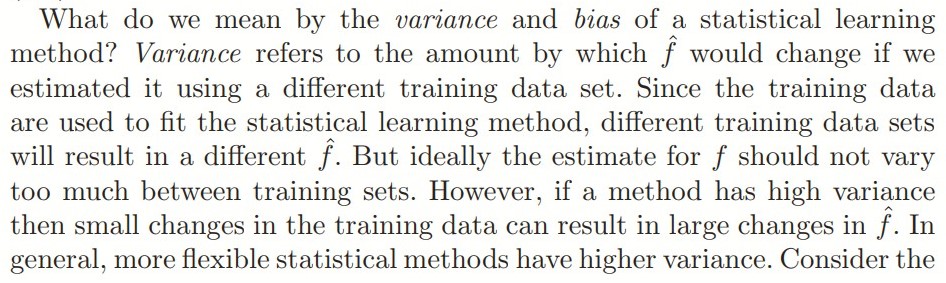 What do we mean by the variance and bias of a statistical learning
method? Variance refers to the amount by which f̂ would change if we
estimated it using a different training data set. Since the training data
are used to fit the statistical learning method, different training data sets
will result in a different f̂. But ideally the estimate for f should not vary
too much between training sets. However, if a method has high variance
then small changes in the training data can result in large changes in f̂. In
general, more flexible statistical methods have higher variance. Consider the